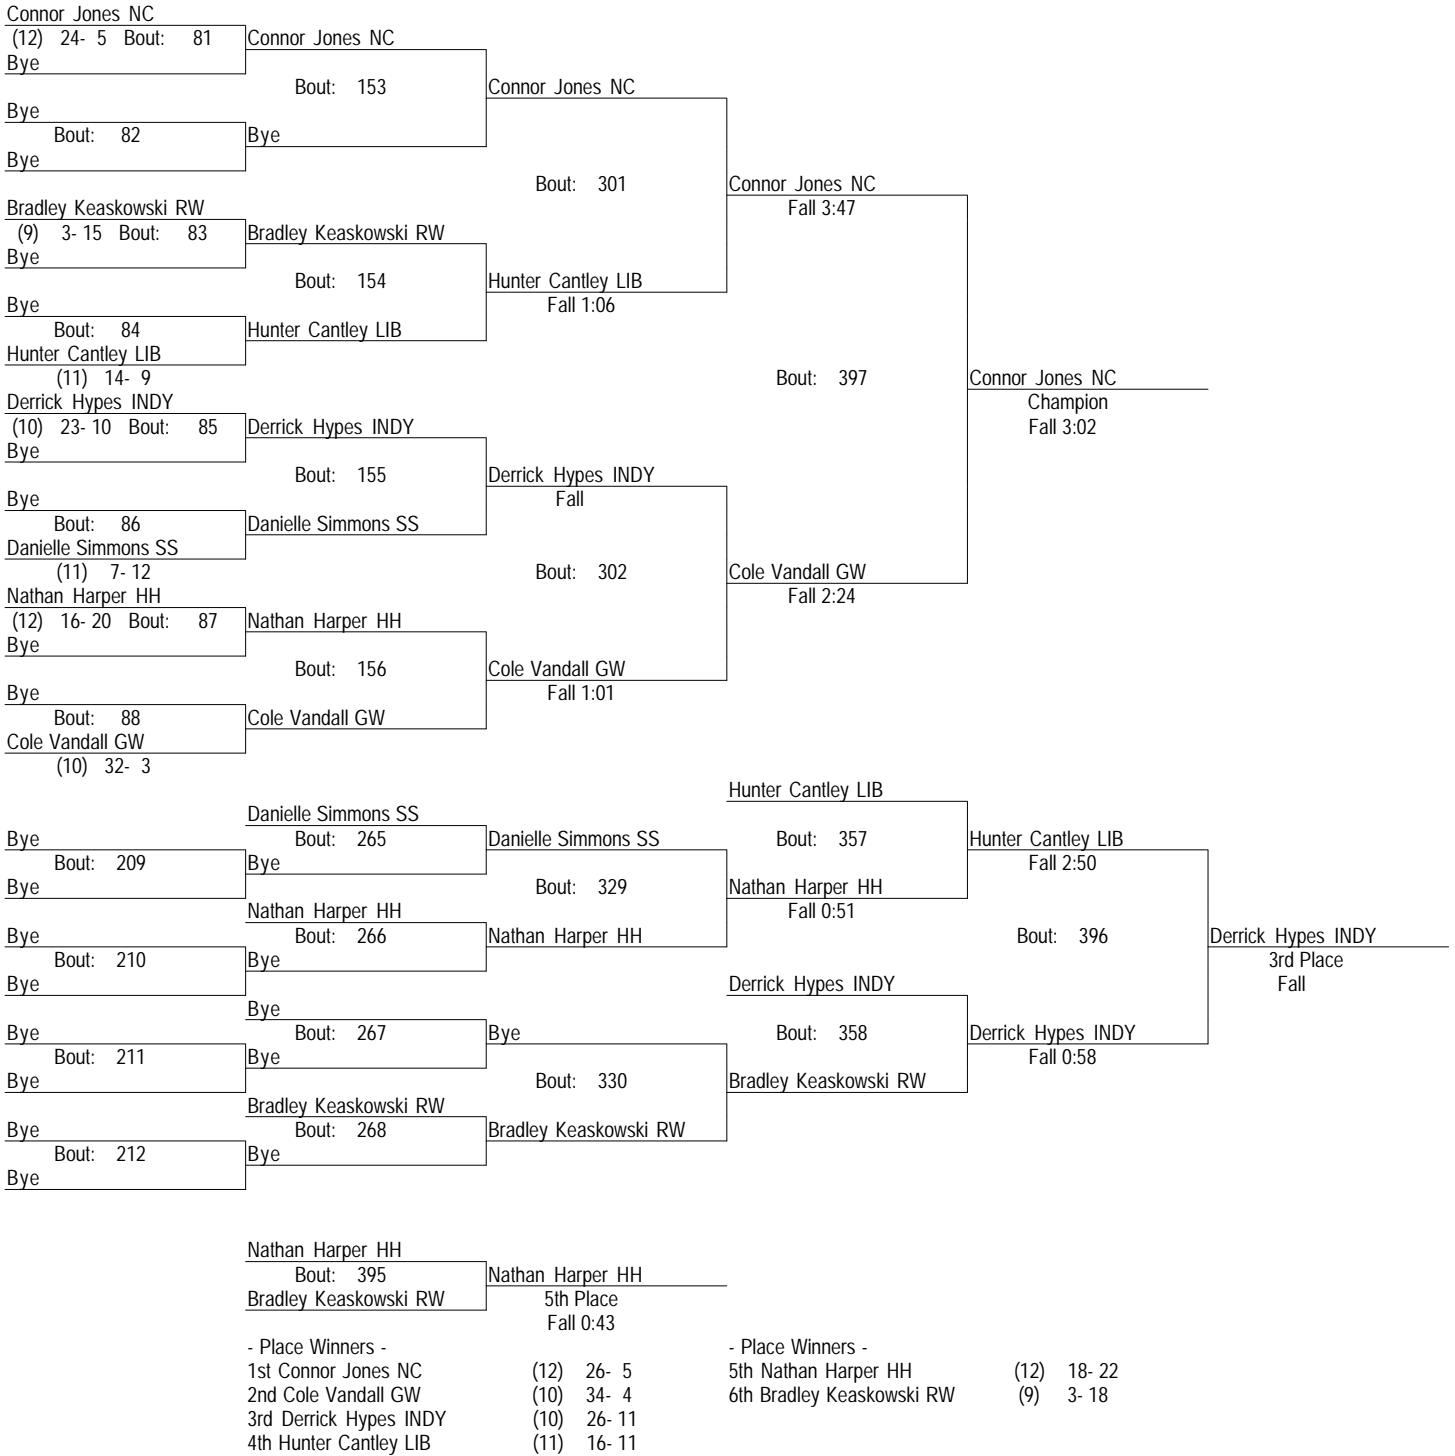 Connor Jones NC
(12) 24- 5 Bout: 81 Connor Jones NC
Bye
Bout: 153 Connor Jones NC
Bye
Bout: 82 Bye
Bye
Bout: 301 Connor Jones NC
Fall 3:47
Bradley Keaskowski RW
(9) 3- 15 Bout: 83 Bradley Keaskowski RW
Bye
Bout: 154 Hunter Cantley LIB
Bye Fall 1:06
Bout: 84 Hunter Cantley LIB
Hunter Cantley LIB
(11) 14- 9 Bout: 397 Connor Jones NC
Derrick Hypes INDY Champion
(10) 23- 10 Bout: 85 Derrick Hypes INDY Fall 3:02
Bye
Bout: 155 Derrick Hypes INDY
Bye Fall
Bout: 86 Danielle Simmons SS
Danielle Simmons SS
(11) 7- 12 Bout: 302 Cole Vandall GW
Nathan Harper HH Fall 2:24
(12) 16- 20 Bout: 87 Nathan Harper HH
Bye
Bout: 156 Cole Vandall GW
Bye Fall 1:01
Bout: 88 Cole Vandall GW
Cole Vandall GW
(10) 32- 3
Hunter Cantley LIB
Danielle Simmons SS
Bye Bout: 265 Danielle Simmons SS Bout: 357 Hunter Cantley LIB
Bout: 209 Bye Fall 2:50
Bye Bout: 329 Nathan Harper HH
Nathan Harper HH Fall 0:51
Bye Bout: 266 Nathan Harper HH Bout: 396 Derrick Hypes INDY
Bout: 210 Bye 3rd Place
Bye Derrick Hypes INDY Fall
Bye
Bye Bout: 267 Bye Bout: 358 Derrick Hypes INDY
Bout: 211 Bye Fall 0:58
Bye Bout: 330 Bradley Keaskowski RW
Bradley Keaskowski RW
Bye Bout: 268 Bradley Keaskowski RW
Bout: 212 Bye
Bye
Nathan Harper HH
Bout: 395 Nathan Harper HH
Bradley Keaskowski RW 5th Place
Fall 0:43
- Place Winners - - Place Winners -
1st Connor Jones NC (12) 26- 5 5th Nathan Harper HH (12) 18- 22
2nd Cole Vandall GW (10) 34- 4 6th Bradley Keaskowski RW (9) 3- 18
3rd Derrick Hypes INDY (10) 26- 11
4th Hunter Cantley LIB (11) 16- 11